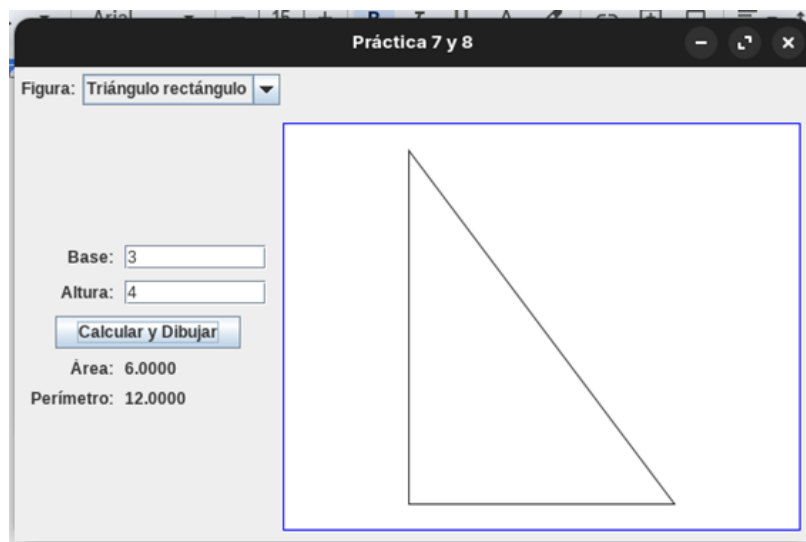 Arial 15 + B I U A
Práctica 7 y 8
Figura: Triángulo rectángulo
Base: 3
Altura: 4
Calcular y Dibujar
Área: 6.0000
Perímetro: 12.0000